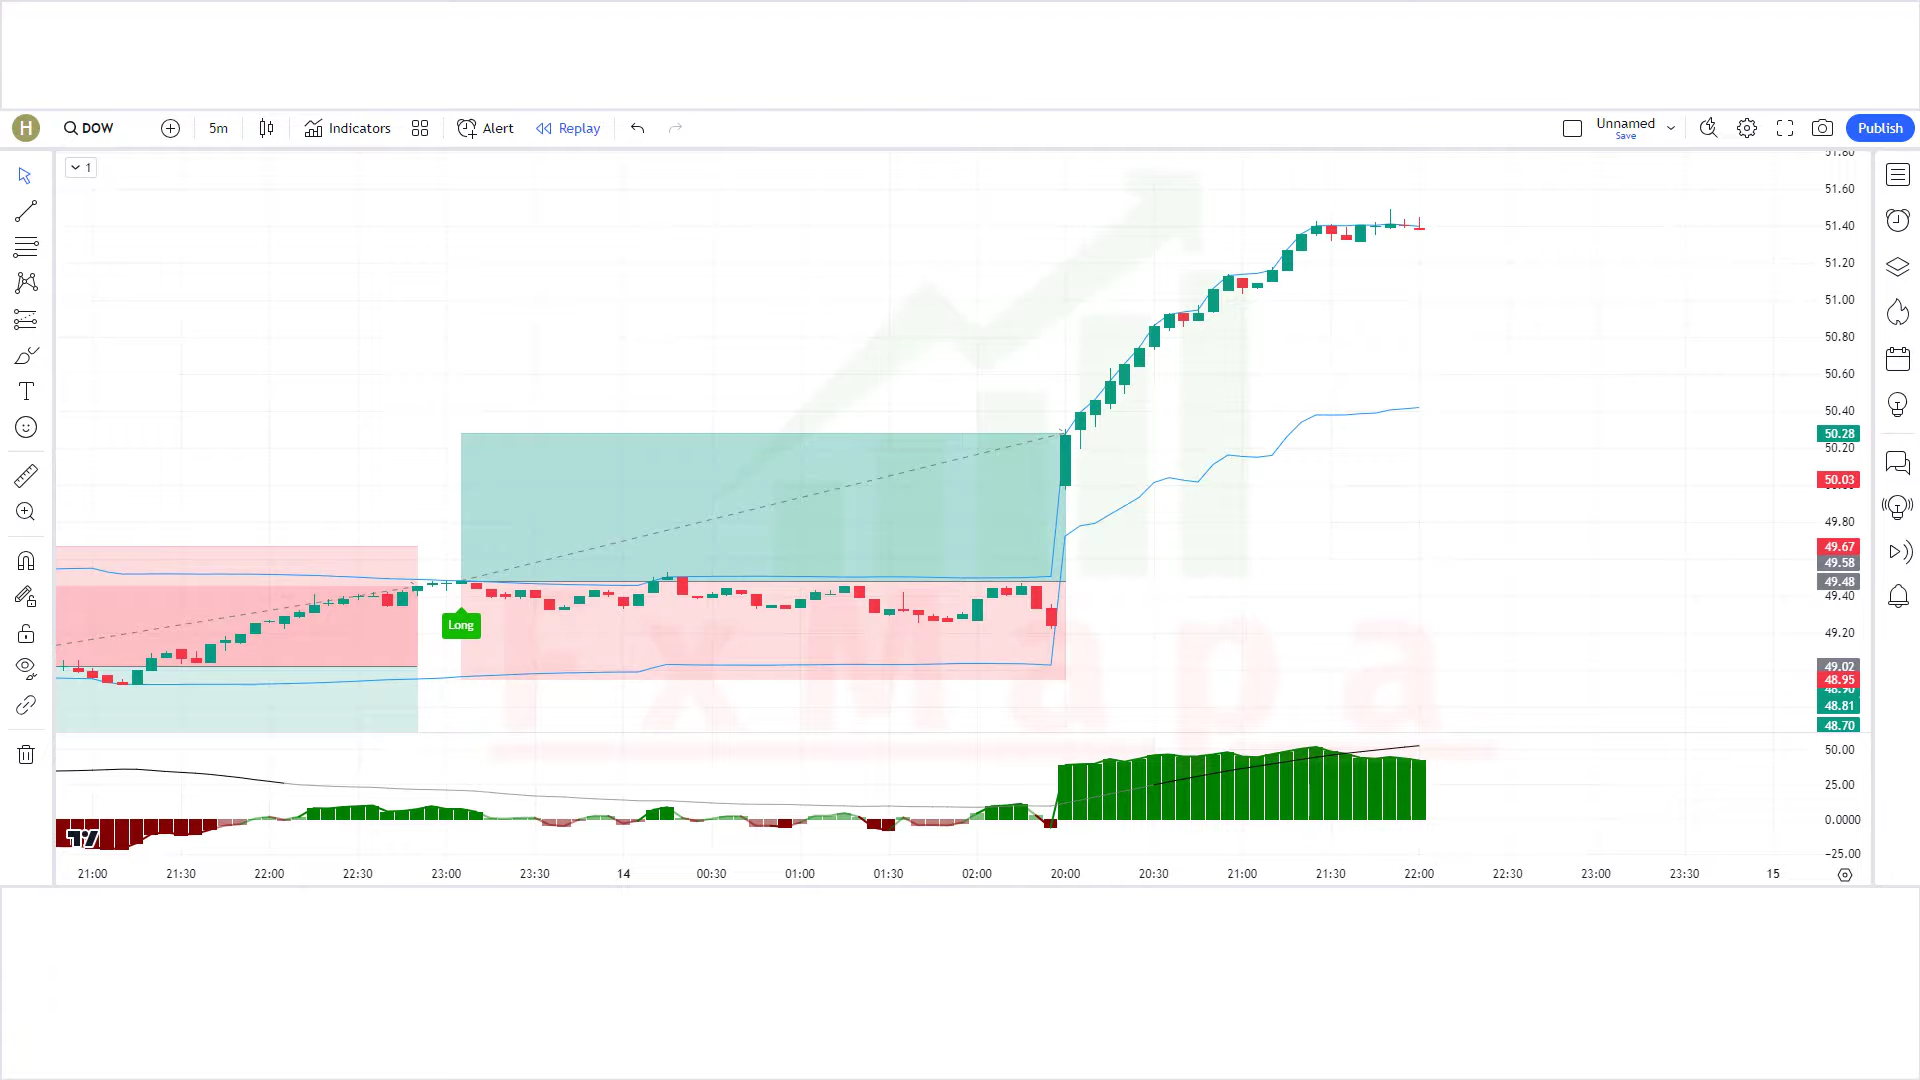 H
DOW
5m
Indicators
Alert
Replay
Unnamed
Save
Publish
1
51.80
51.60
51.40
51.20
51.00
50.80
50.60
50.40
50.28
50.20
50.03
49.80
49.67
49.58
49.48
49.40
49.20
49.02
48.95
48.90
48.81
48.70
Long
fxMapa
50.00
25.00
0.0000
−25.00
21:00 21:30 22:00 22:30 23:00 23:30 14 00:30 01:00 01:30 02:00 20:00 20:30 21:00 21:30 22:00 22:30 23:00 23:30 15